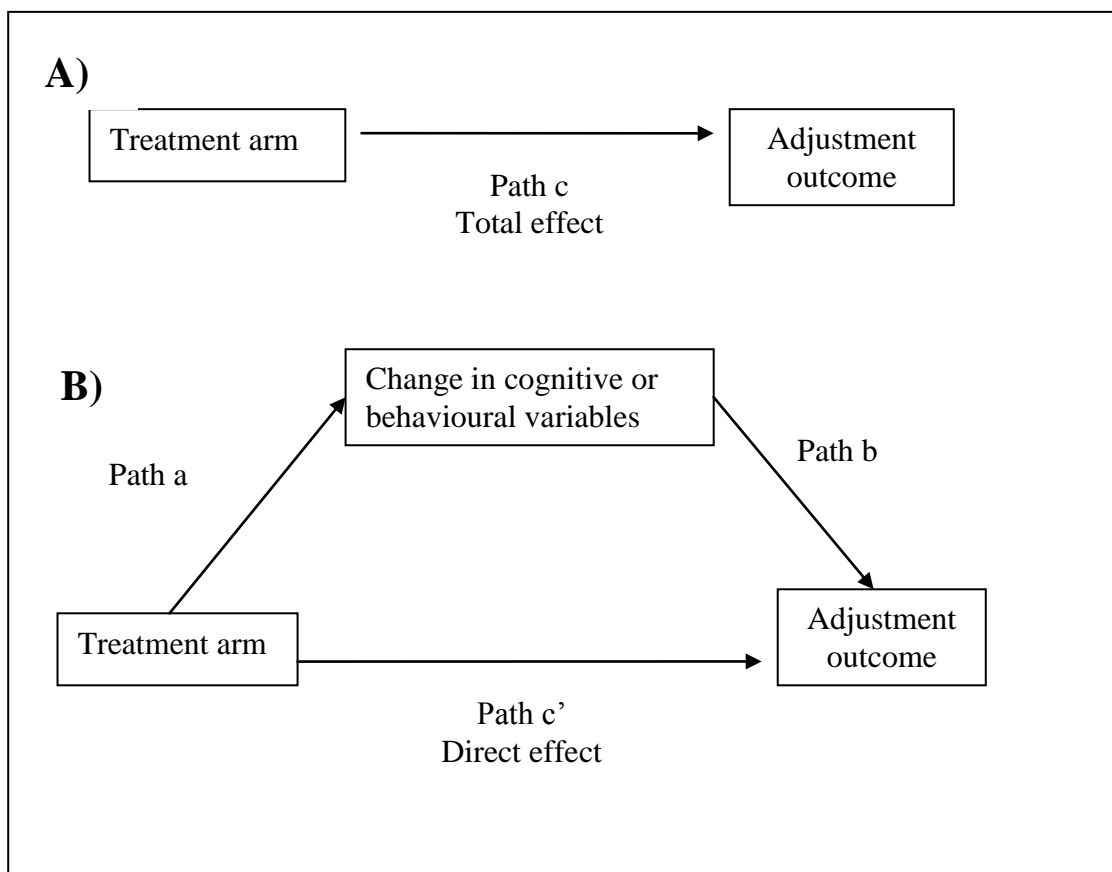 A)
Treatment arm
Adjustment
outcome
Path c
Total effect
B)
Change in cognitive or
behavioural variables
Path a
Path b
Treatment arm
Adjustment
outcome
Path c’
Direct effect